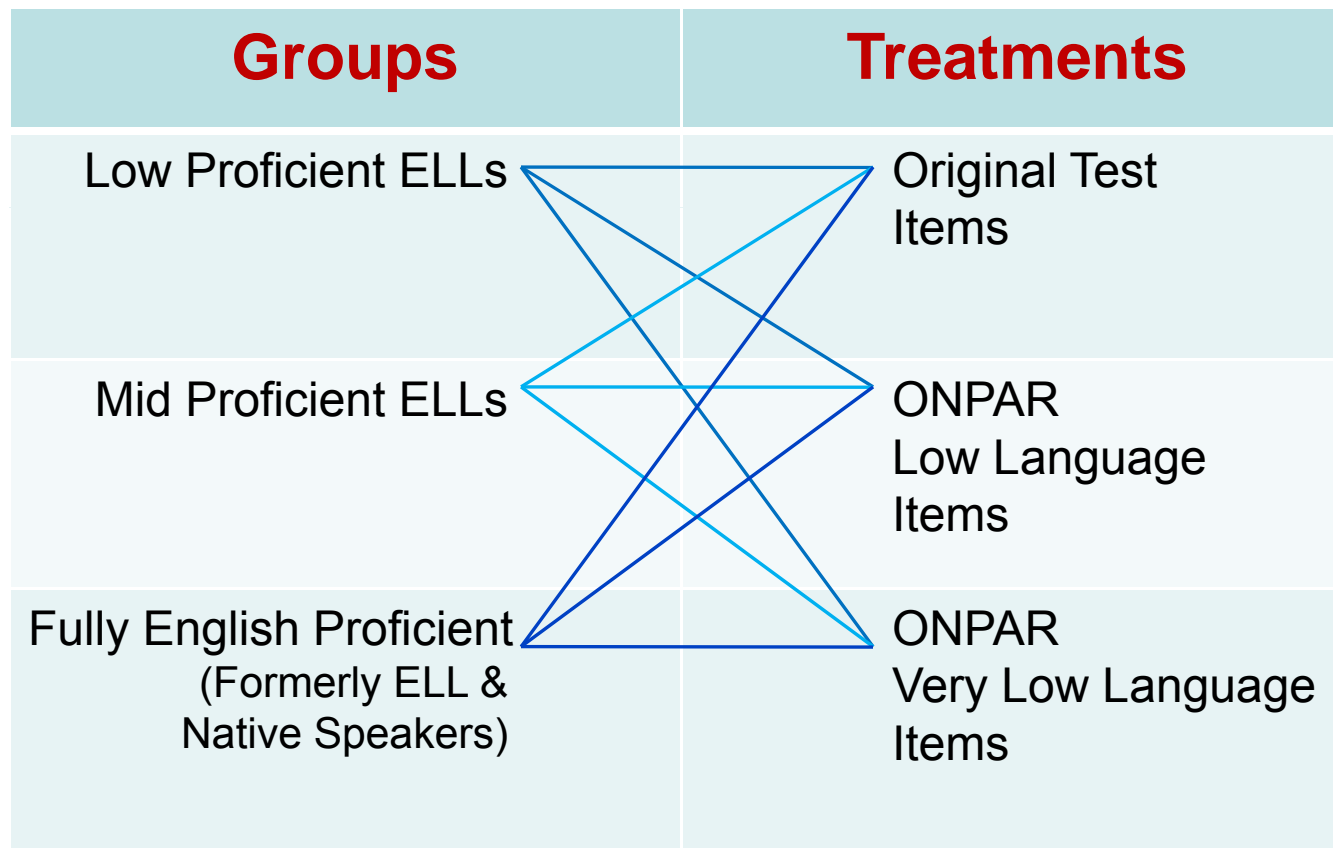 Groups
Treatments
Low Proficient ELLs
Original Test
Items
Mid Proficient ELLs
ONPAR
Low Language
Items
Fully English Proficient
(Formerly ELL &
Native Speakers)
ONPAR
Very Low Language
Items